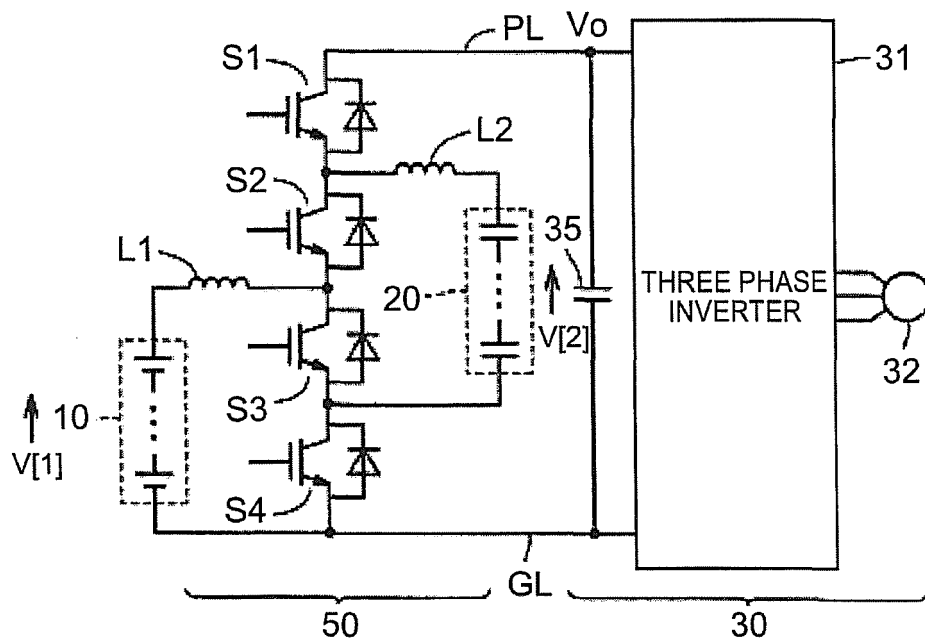 PL
Vo
S1
31
L2
S2
35
L1
20
THREE PHASE
INVERTER
V[2]
32
10
S3
V[1]
S4
GL
50
30